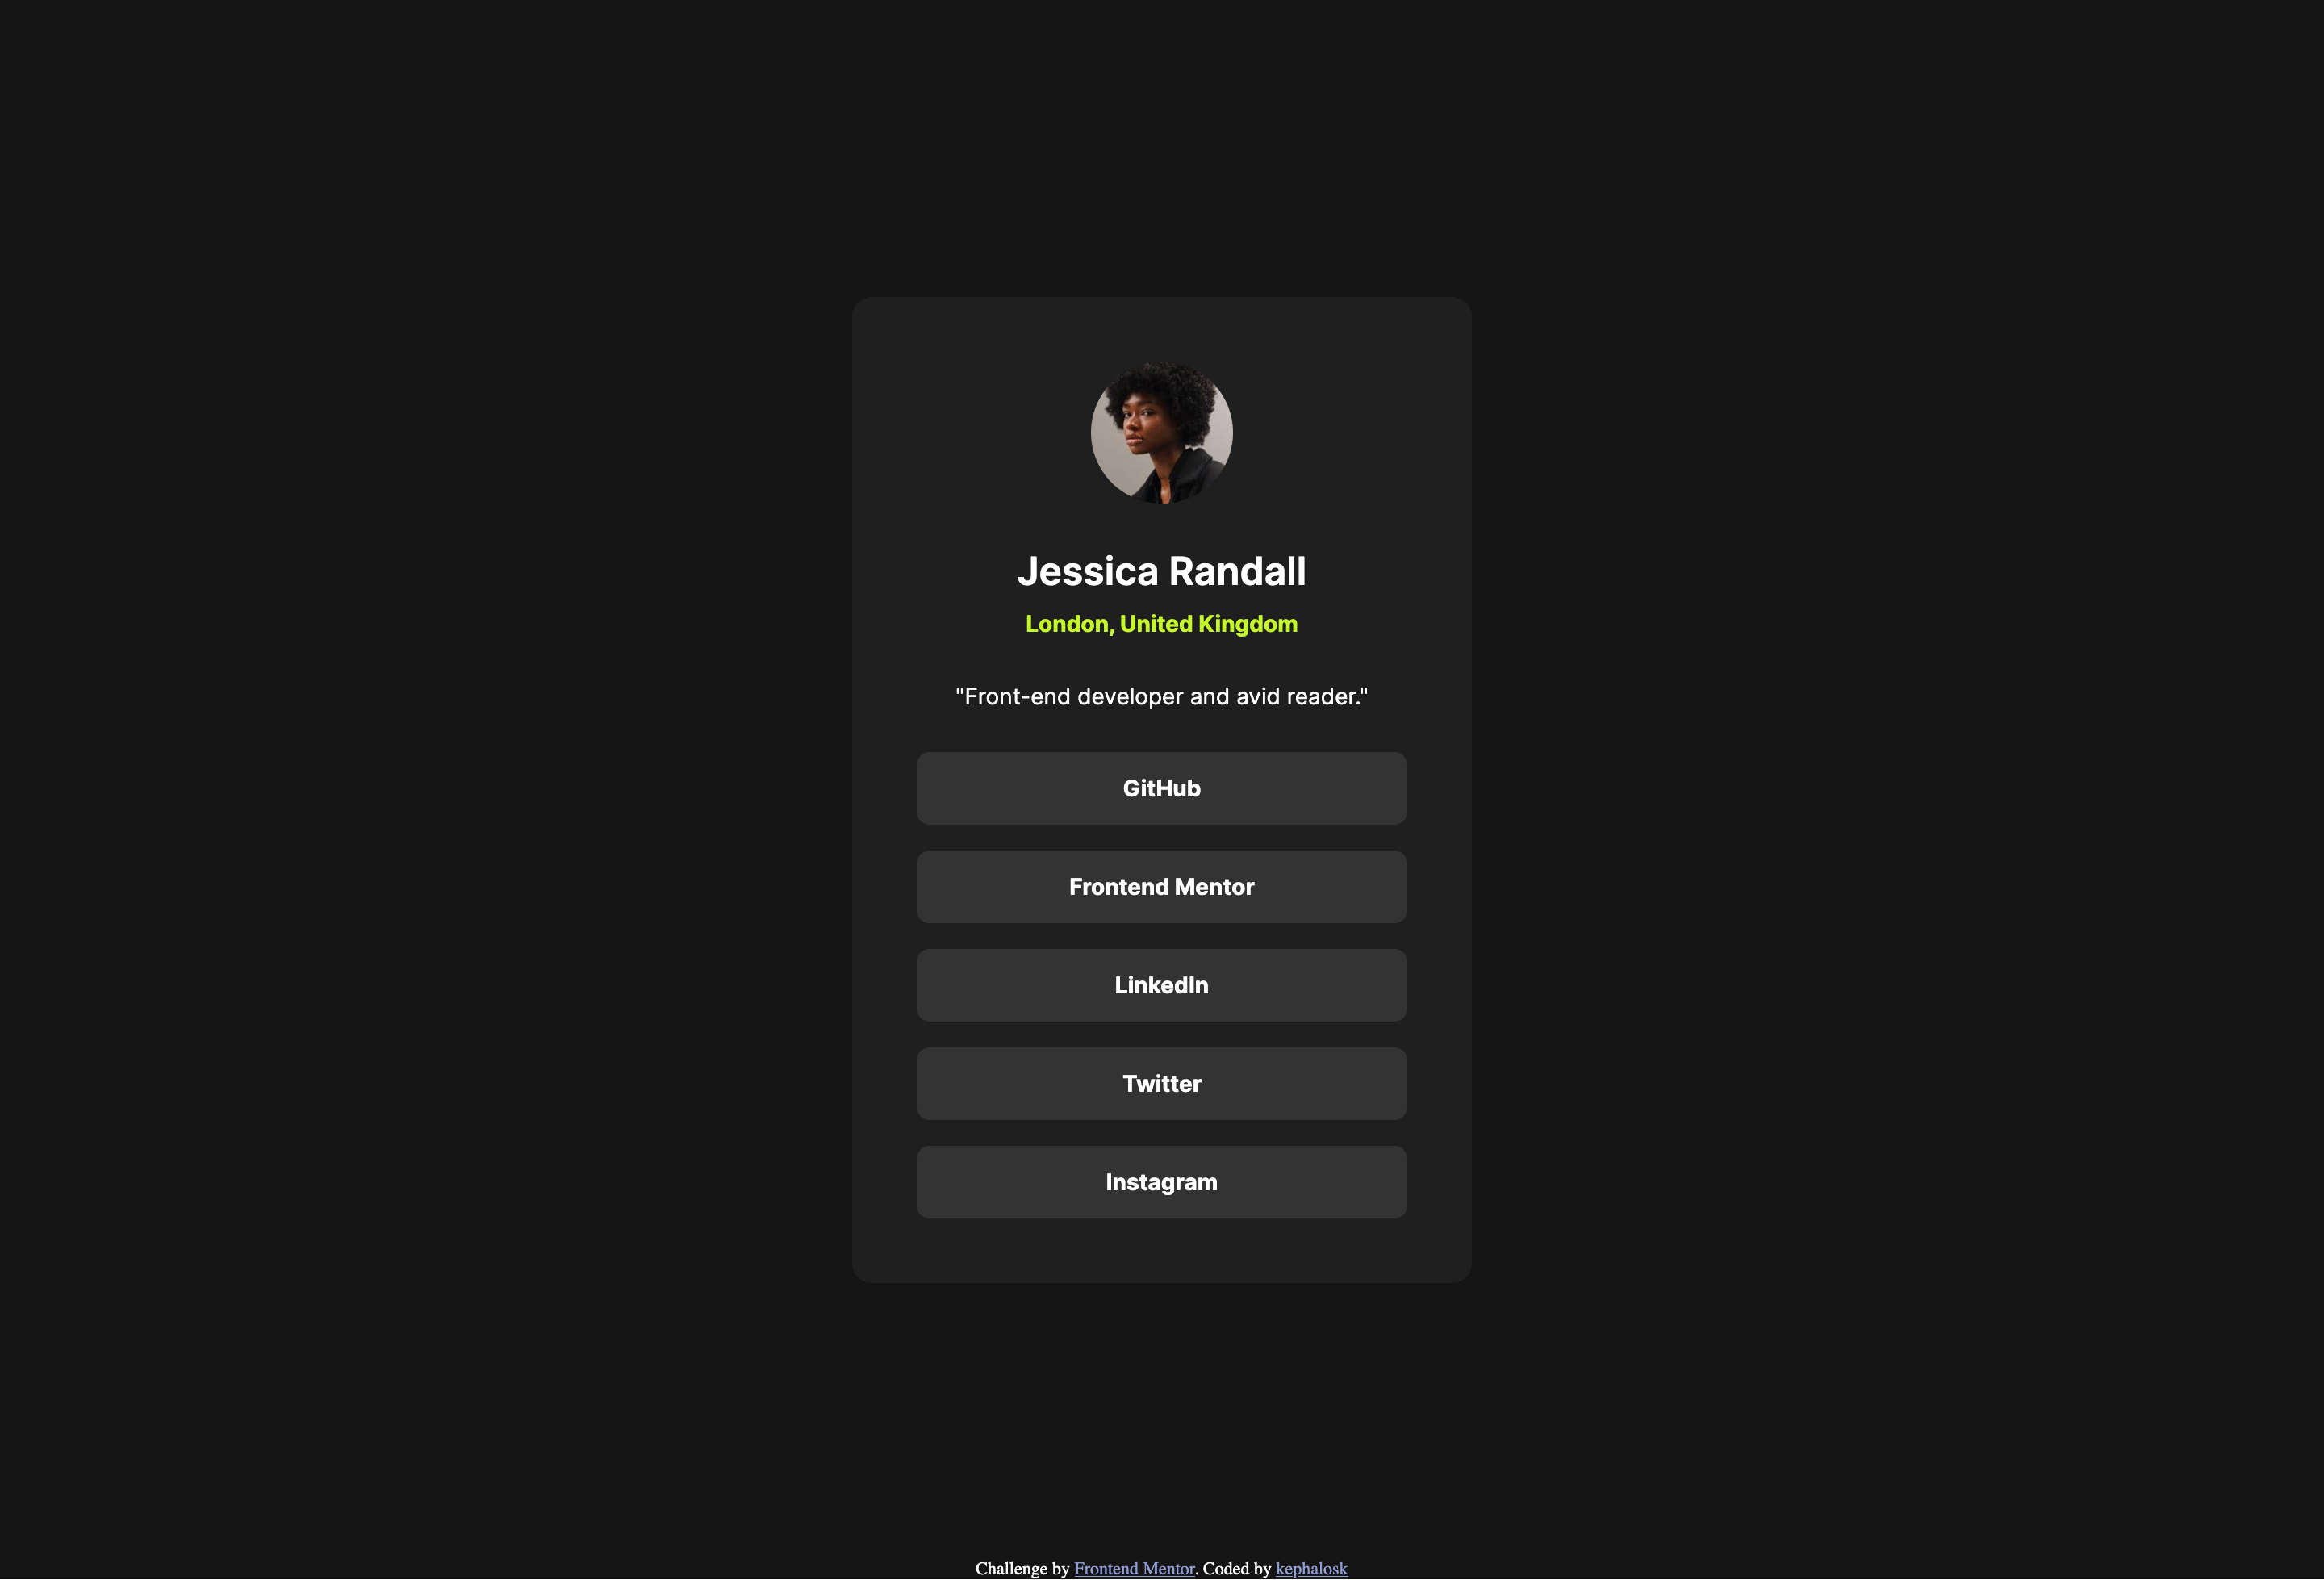 Jessica Randall
London, United Kingdom
"Front-end developer and avid reader."
GitHub
Frontend Mentor
LinkedIn
Twitter
Instagram
Challenge by Frontend Mentor. Coded by kephalosk